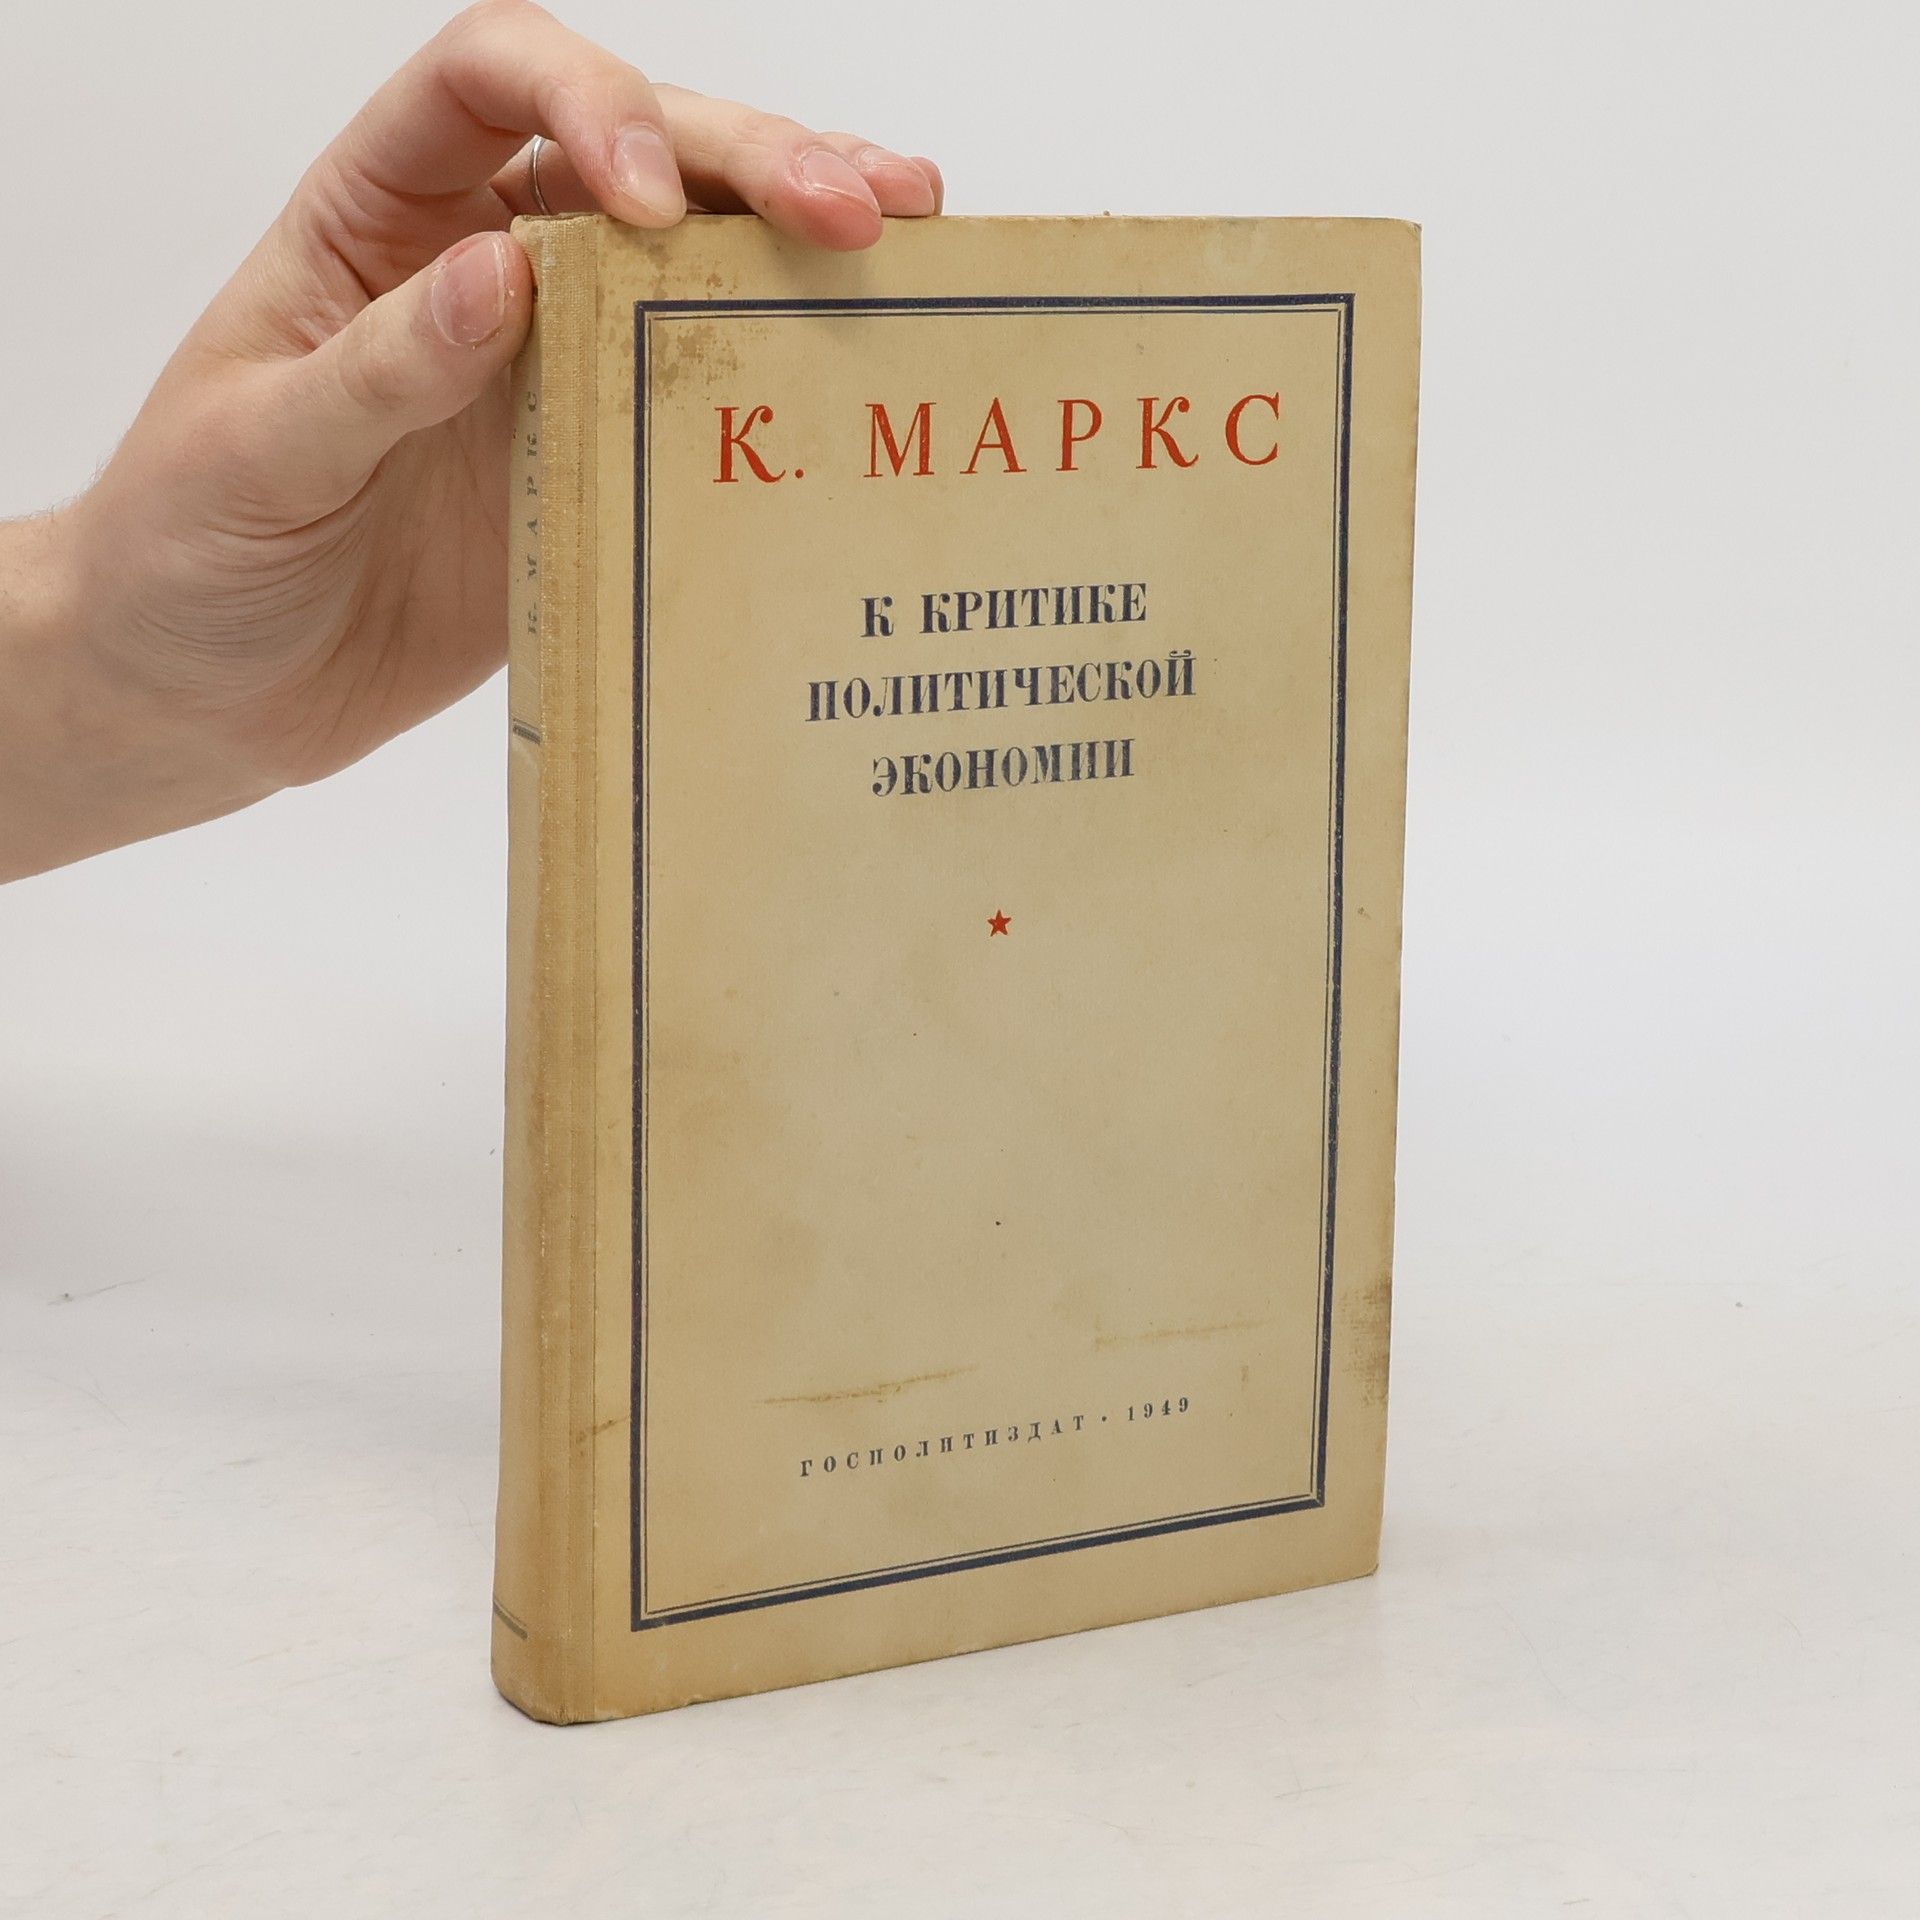 К. МАРКС
К КРИТИКЕ
ПОЛИТИЧЕСКОЙ
ЭКОНОМИИ
ГОСПОЛИТИЗДАТ · 1949
К. МАРКС